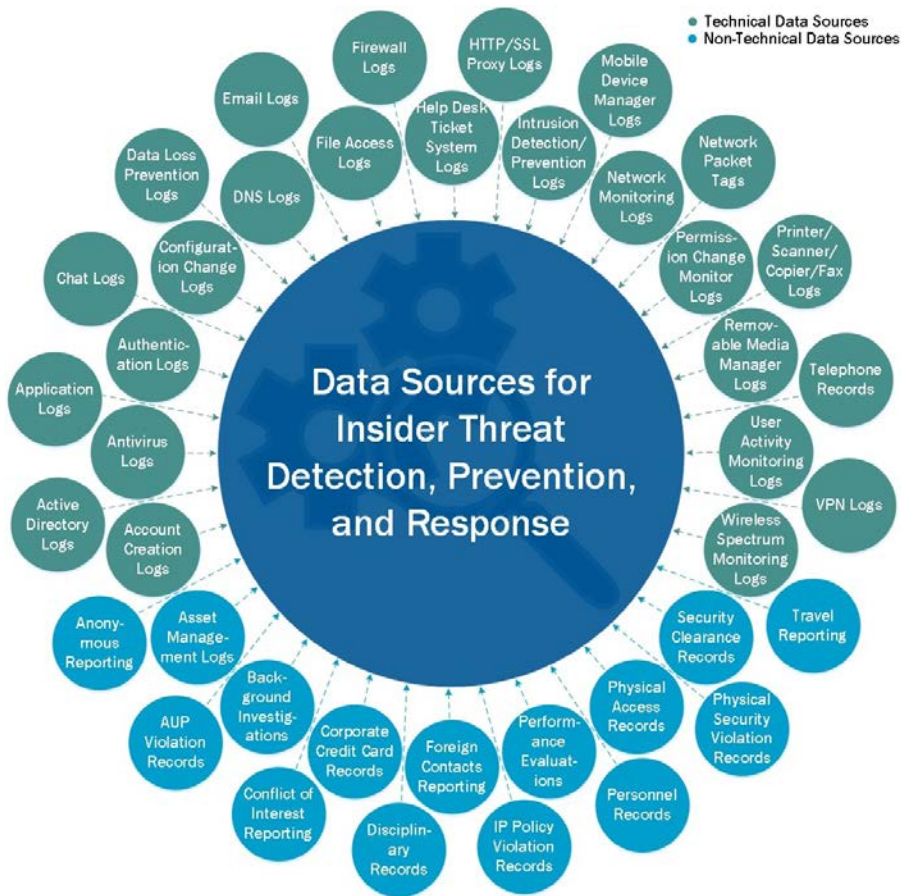 Technical Data Sources
Non-Technical Data Sources
Firewall
Logs
HTTP/SSL
Proxy Logs
Mobile
Device
Manager
Logs
Email Logs
File Access
Logs
Help Desk
Ticket
System
Logs
Intrusion
Detection/
Prevention
Logs
Network
Packet
Tags
Data Loss
Prevention
Logs
DNS Logs
Network
Monitoring
Logs
Configurat-
ion Change
Logs
Permiss-
ion Change
Monitor
Logs
Printer/
Scanner/
Copier/Fax
Logs
Chat Logs
Authentic-
ation Logs
Remov-
able Media
Manager
Logs
Telephone
Records
Application
Logs
Antivirus
Logs
User
Activity
Monitoring
Logs
Active
Directory
Logs
Account
Creation
Logs
VPN Logs
Wireless
Spectrum
Monitoring
Logs
Data Sources for
Insider Threat
Detection, Prevention,
and Response
Anony-
mous
Reporting
Asset
Manage-
ment Logs
Security
Clearance
Records
Travel
Reporting
AUP
Violation
Records
Back-
ground
Investig-
ations
Physical
Access
Records
Physical
Security
Violation
Records
Conflict of
Interest
Reporting
Corporate
Credit Card
Records
Foreign
Contacts
Reporting
Perform-
ance
Evaluat-
ions
Personnel
Records
Disciplin-
ary
Records
IP Policy
Violation
Records